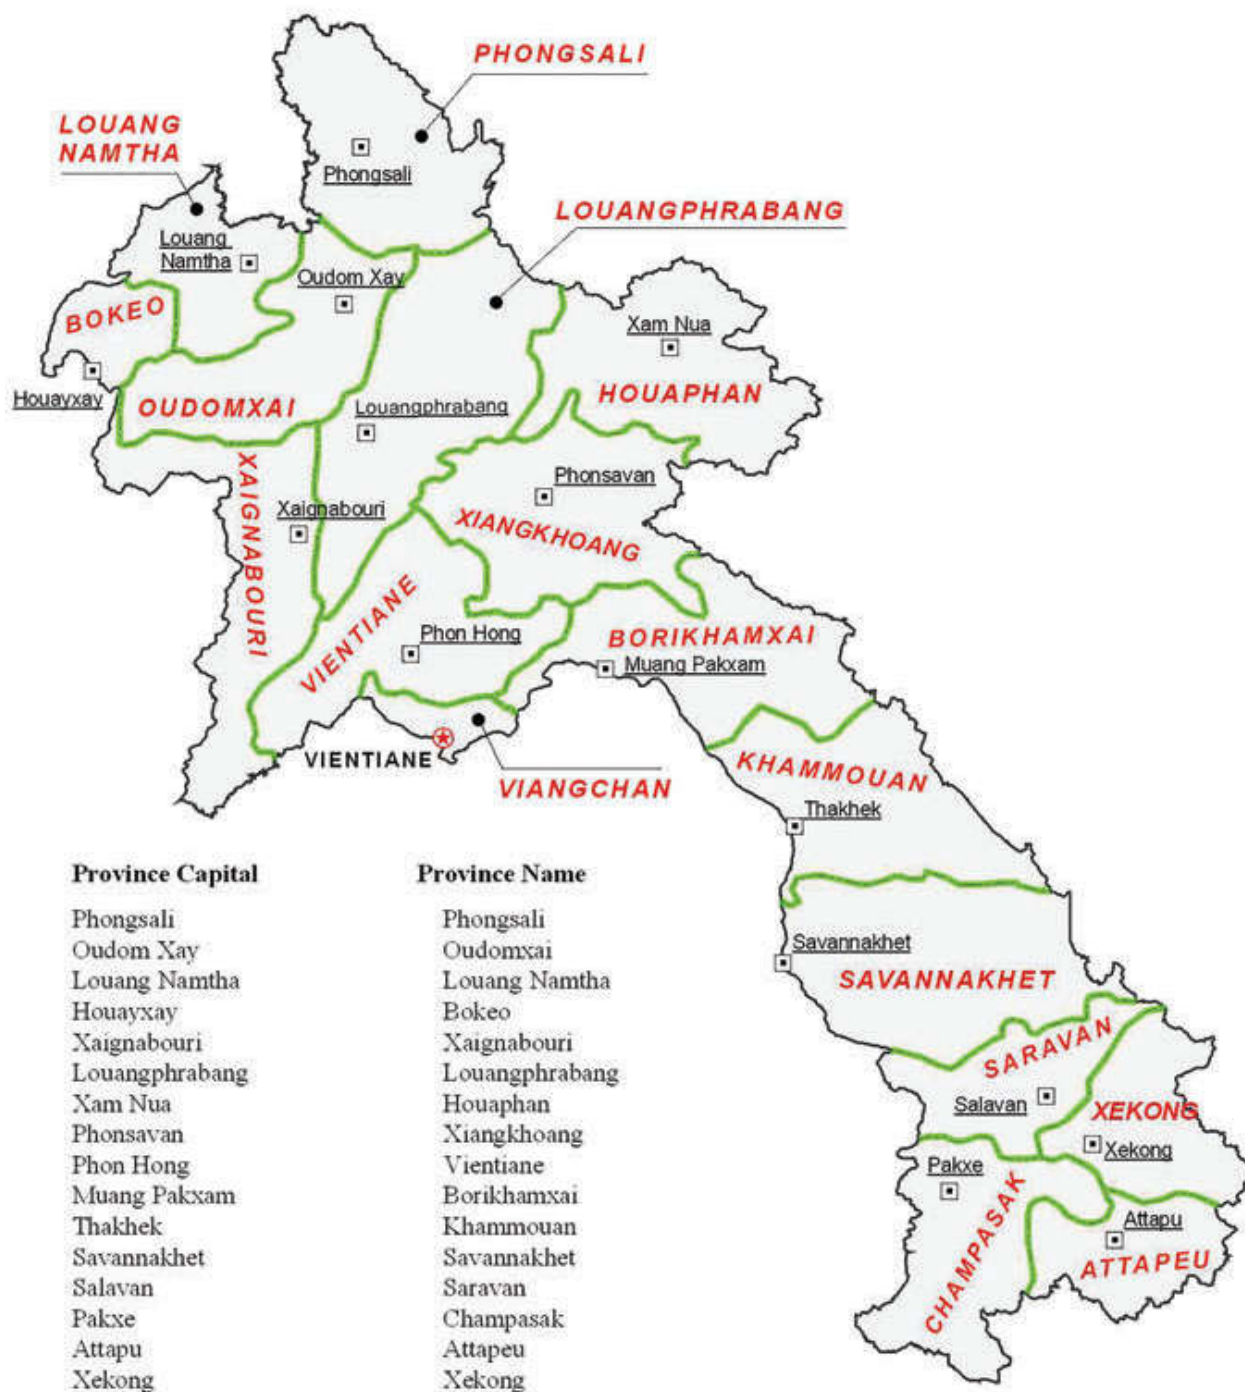 PHONGSALI
LOUANG
NAMTHA
Phongsali
LOUANGPHRABANG
Louang
Namtha
Oudom Xay
BOKEO
Xam Nua
Houayxay
OUDOMXAI
HOUAPHAN
Louangphrabang
XAIGNABOURI
Phonsavan
Xaignabouri
XIANGKHOANG
VIENTIANE
Phon Hong
BORIKHAMXAI
Muang Pakxam
VIENTIANE
VIANGCHAN
KHAMMOUAN
Thakhek
Savannakhet
SAVANNAKHET
SARAVAN
Salavan
XEKONG
Xekong
Pakxe
CHAMPASAK
Attapu
ATTAPEU
Province Capital
Phongsali
Oudom Xay
Louang Namtha
Houayxay
Xaignabouri
Louangphrabang
Xam Nua
Phonsavan
Phon Hong
Muang Pakxam
Thakhek
Savannakhet
Salavan
Pakxe
Attapu
Xekong
Province Name
Phongsali
Oudomxai
Louang Namtha
Bokeo
Xaignabouri
Louangphrabang
Houaphan
Xiangkhoang
Vientiane
Borikhamxai
Khammouan
Savannakhet
Saravan
Champasak
Attapeu
Xekong